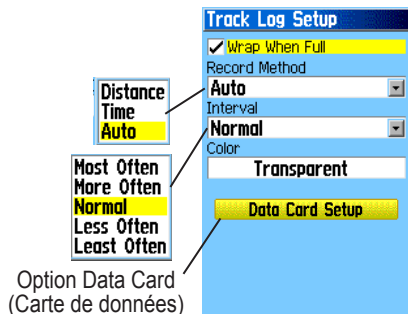 Track Log Setup
Wrap When Full
Record Method
Auto
Interval
Normal
Color
Transparent
Data Card Setup
Distance
Time
Auto
Most Often
More Often
Normal
Less Often
Least Often
Option Data Card
(Carte de données)